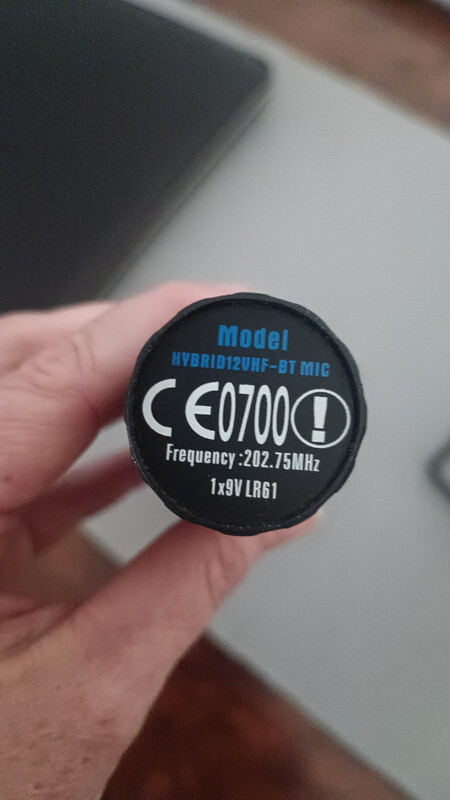 Model
HYBRID12VHF-BT MIC
CE0700!
Frequency:202.75MHz
1x9V LR61